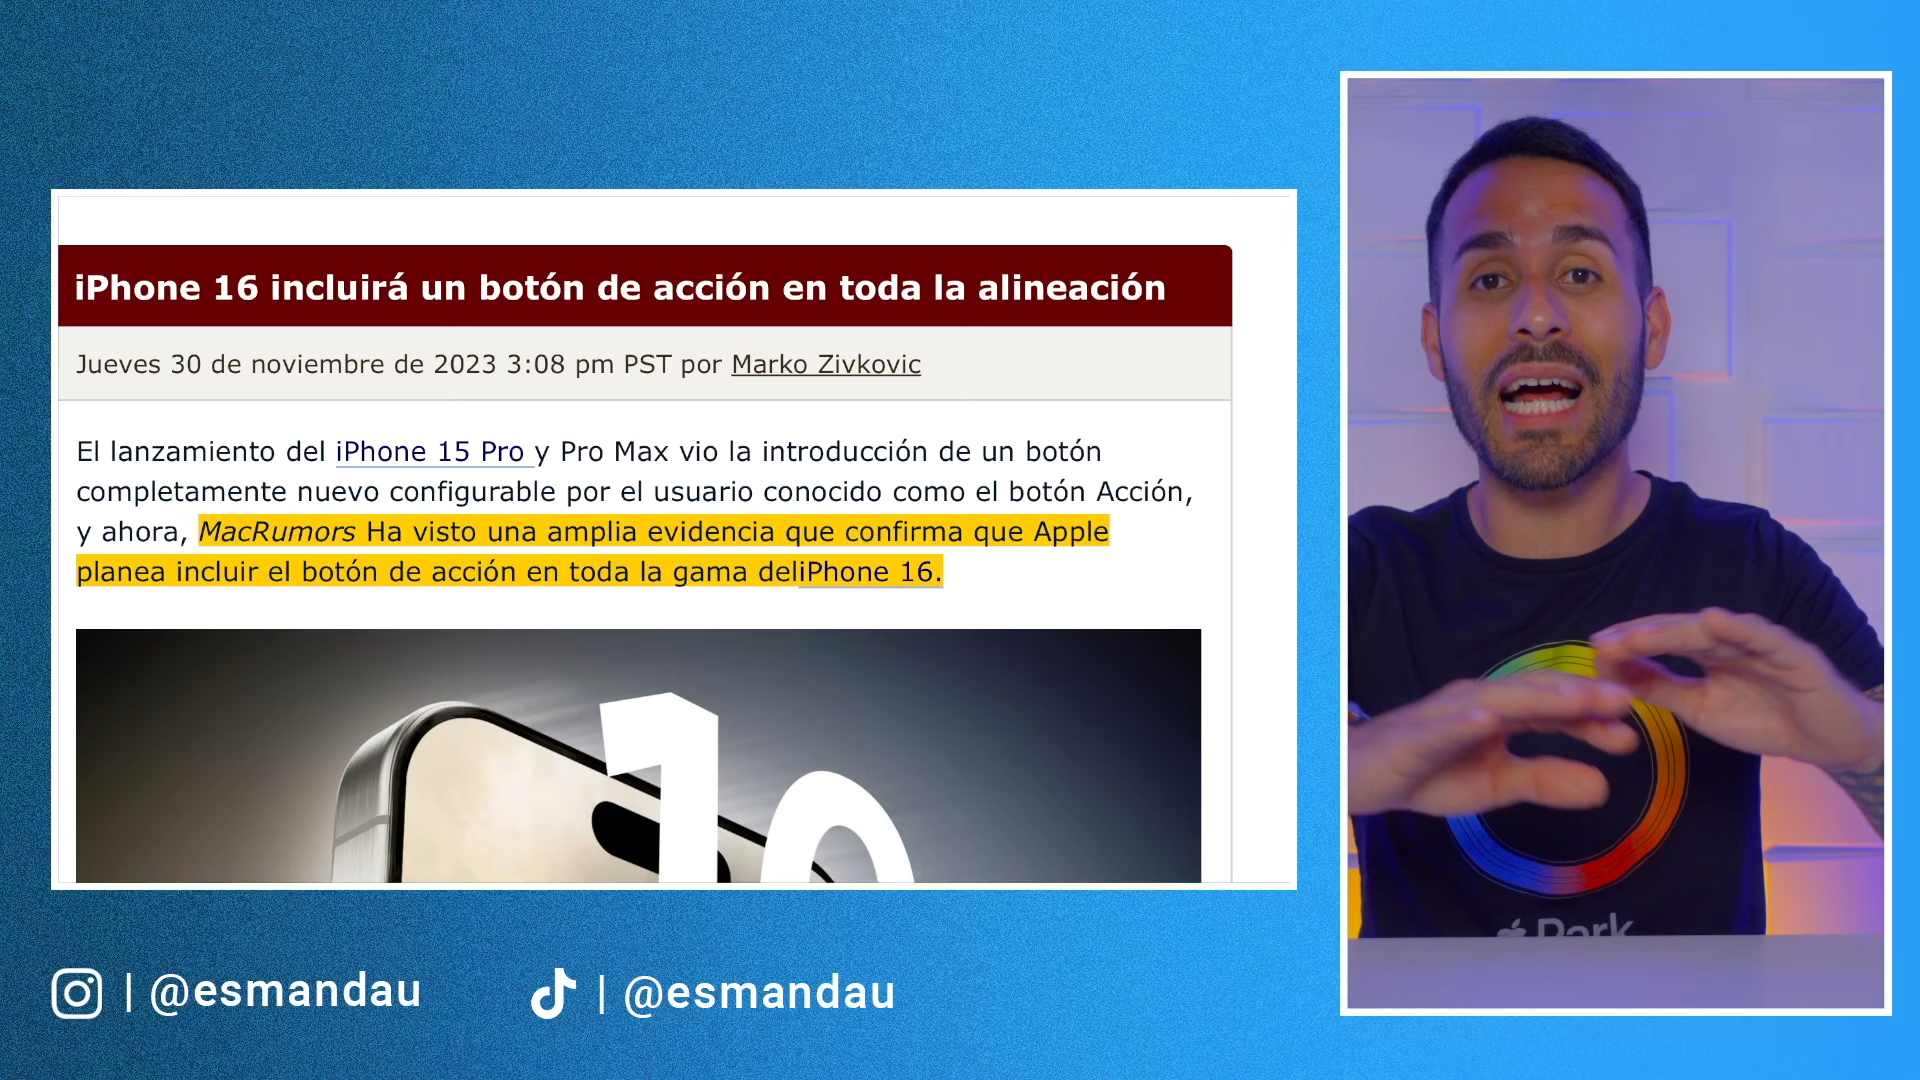 iPhone 16 incluirá un botón de acción en toda la alineación
Jueves 30 de noviembre de 2023 3:08 pm PST por Marko Zivkovic
El lanzamiento del iPhone 15 Pro y Pro Max vio la introducción de un botón
completamente nuevo configurable por el usuario conocido como el botón Acción,
y ahora, MacRumors Ha visto una amplia evidencia que confirma que Apple
planea incluir el botón de acción en toda la gama deliPhone 16.
| @esmandau
| @esmandau
Park